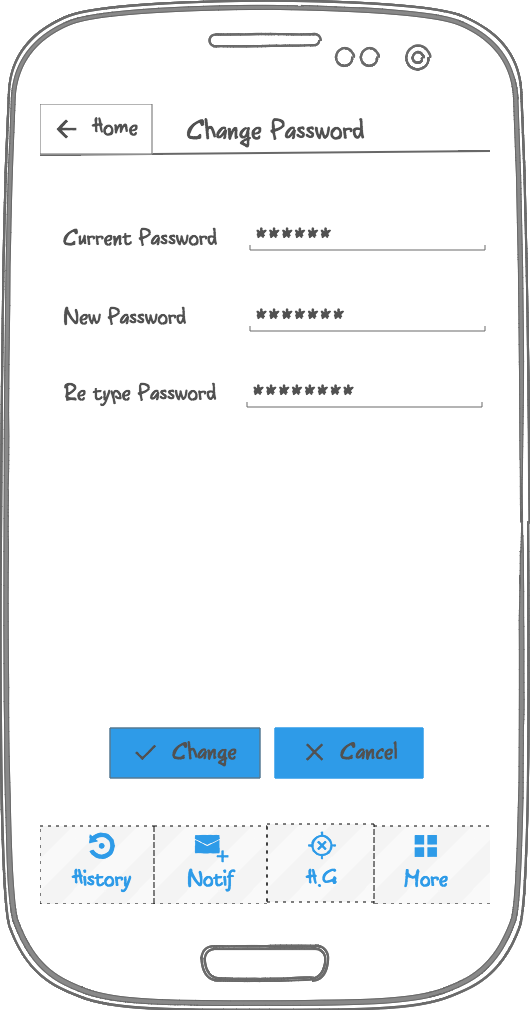 Home
Change Password
Current Password ******
New Password *******
Re type Password ********
Change
Cancel
History
Notif
H.G
More